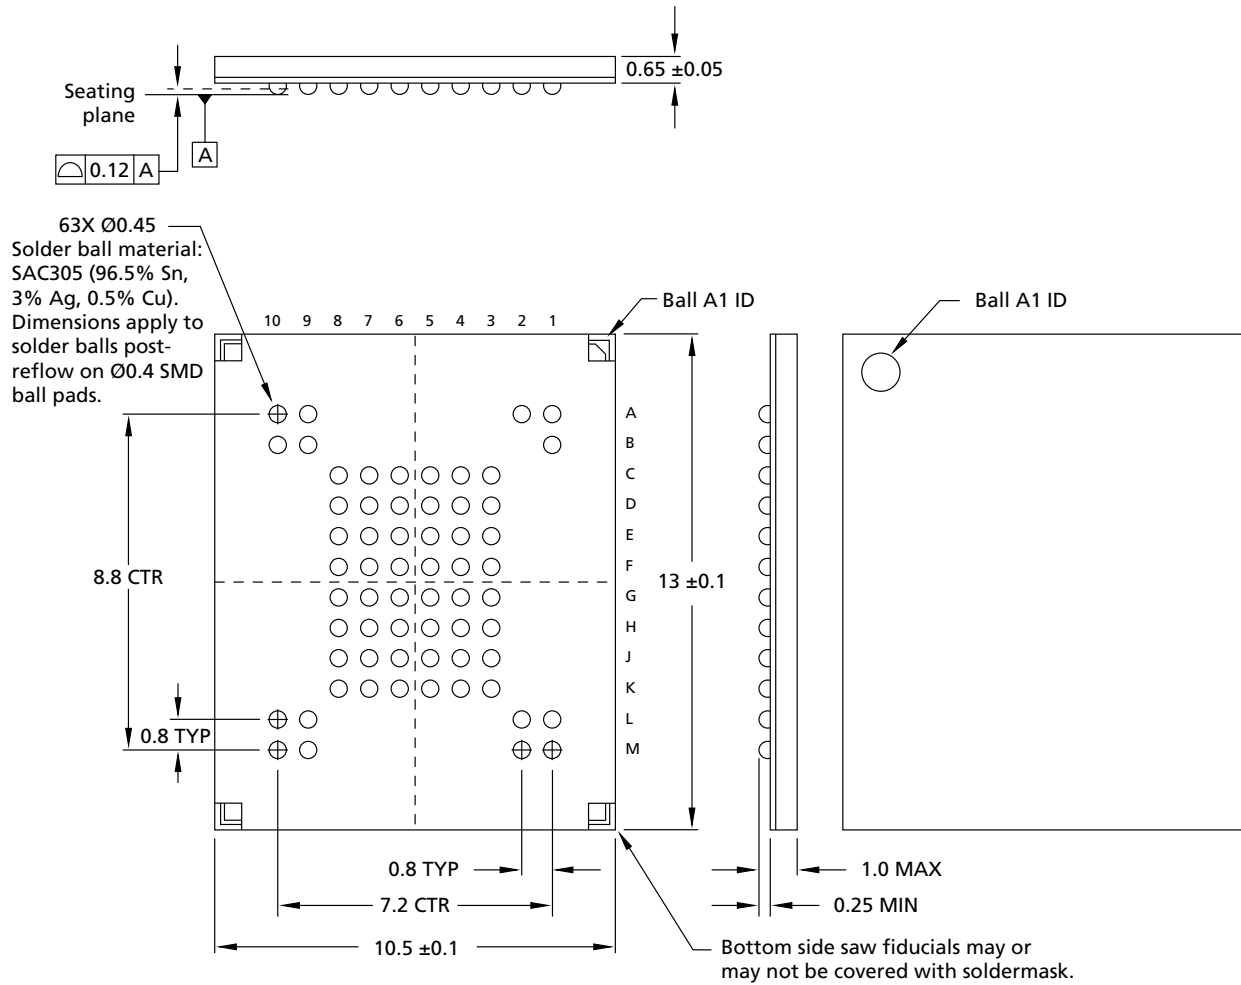 0.65 ±0.05
Seating
plane
A
0.12 A
63X Ø0.45
Solder ball material:
SAC305 (96.5% Sn,
3% Ag, 0.5% Cu).
Dimensions apply to
solder balls post-
reflow on Ø0.4 SMD
ball pads.
Ball A1 ID
Ball A1 ID
10 9 8 7 6 5 4 3 2 1
A
B
C
D
E
F
G
H
J
K
L
M
8.8 CTR
13 ±0.1
0.8 TYP
0.8 TYP
1.0 MAX
7.2 CTR
0.25 MIN
10.5 ±0.1
Bottom side saw fiducials may or
may not be covered with soldermask.